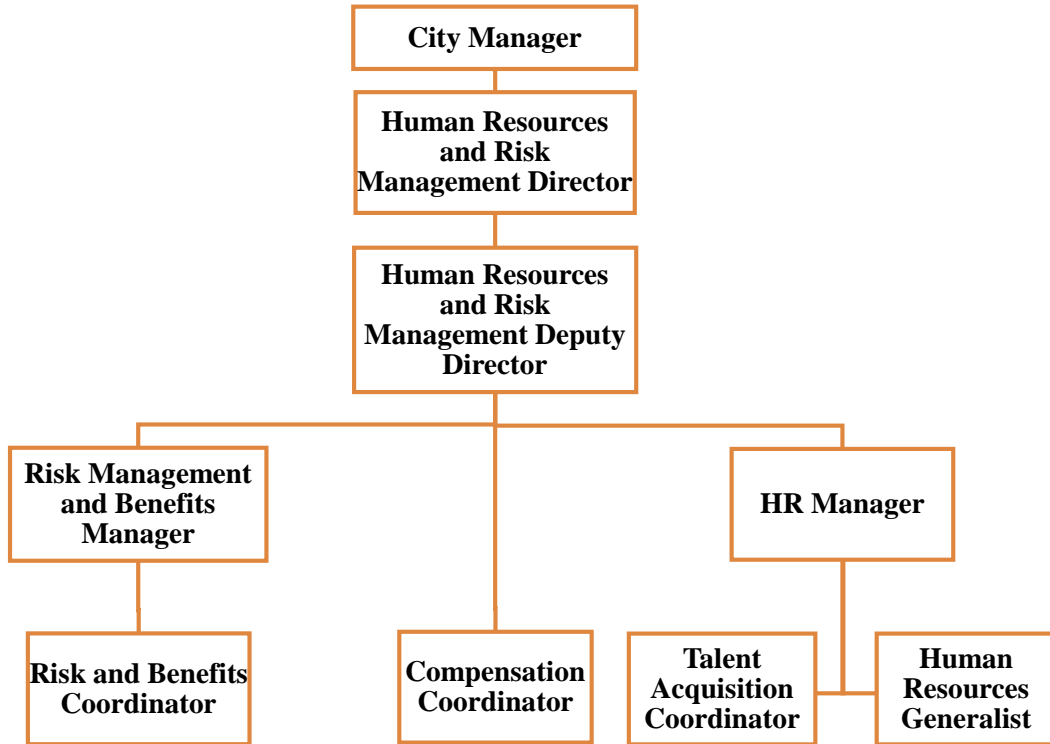 City Manager
Human Resources
and Risk
Management Director
Human Resources
and Risk
Management Deputy
Director
Risk Management
and Benefits
Manager
HR Manager
Risk and Benefits
Coordinator
Compensation
Coordinator
Talent
Acquisition
Coordinator
Human
Resources
Generalist